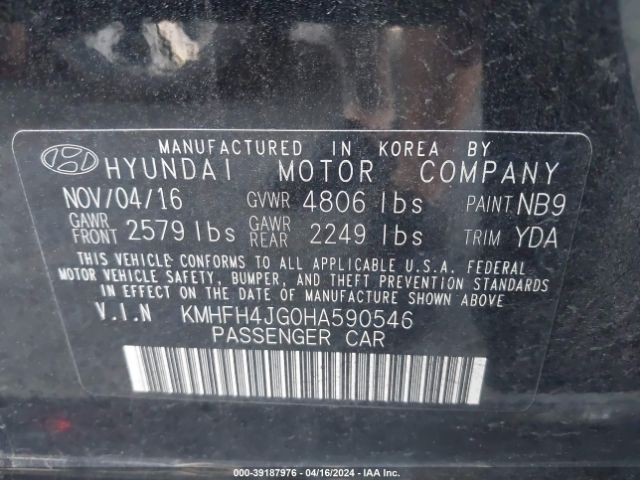 MANUFACTURED IN KOREA BY
HYUNDAI MOTOR COMPANY
NOV/04/16 GVWR 4806 lbs PAINT NB9
GAWR FRONT 2579 lbs GAWR REAR 2249 lbs TRIM YDA
THIS VEHICLE CONFORMS TO ALL APPLICABLE U.S.A. FEDERAL
MOTOR VEHICLE SAFETY, BUMPER, AND THEFT PREVENTION STANDARDS
IN EFFECT ON THE DATE OF MANUFACTURE SHOWN ABOVE.
V.I.N KMHFH4JG0HA590546
PASSENGER CAR
000-39187976 - 04/16/2024 - IAA Inc.